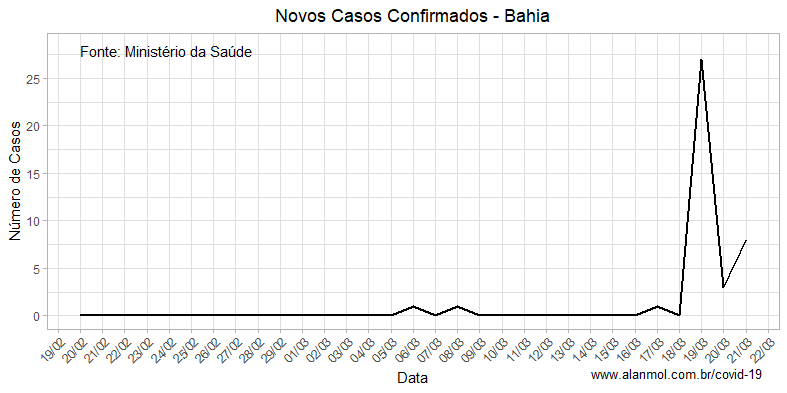 Novos Casos Confirmados - Bahia
Fonte: Ministério da Saúde
Número de Casos
25
20
15
10
5
0
19/02 20/02 21/02 22/02 23/02 24/02 25/02 26/02 27/02 28/02 29/02 01/03 02/03 03/03 04/03 05/03 06/03 07/03 08/03 09/03 10/03 11/03 12/03 13/03 14/03 15/03 16/03 17/03 18/03 19/03 20/03 21/03 22/03
Data
www.alanmol.com.br/covid-19